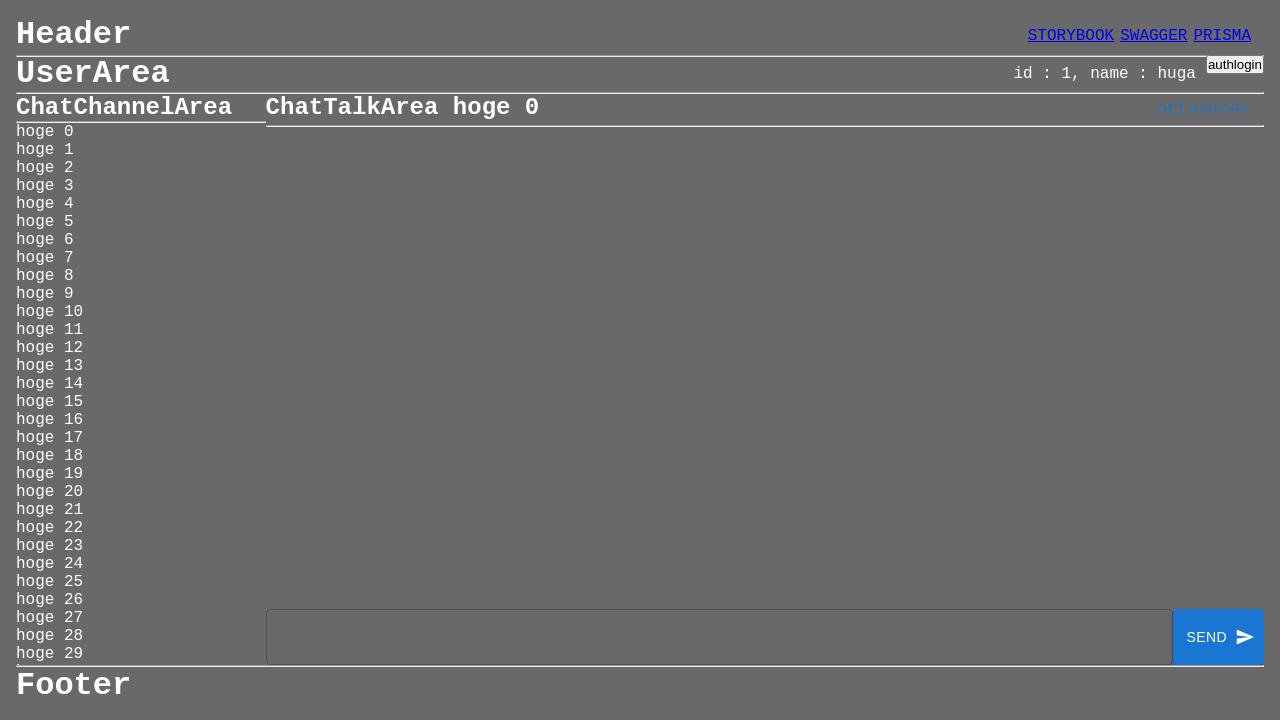 Header STORYBOOK SWAGGER PRISMA
UserArea id : 1, name : huga authlogin
ChatChannelArea ChatTalkArea hoge 0 GET HISTORY
hoge 0
hoge 1
hoge 2
hoge 3
hoge 4
hoge 5
hoge 6
hoge 7
hoge 8
hoge 9
hoge 10
hoge 11
hoge 12
hoge 13
hoge 14
hoge 15
hoge 16
hoge 17
hoge 18
hoge 19
hoge 20
hoge 21
hoge 22
hoge 23
hoge 24
hoge 25
hoge 26
hoge 27
hoge 28
hoge 29
SEND
Footer